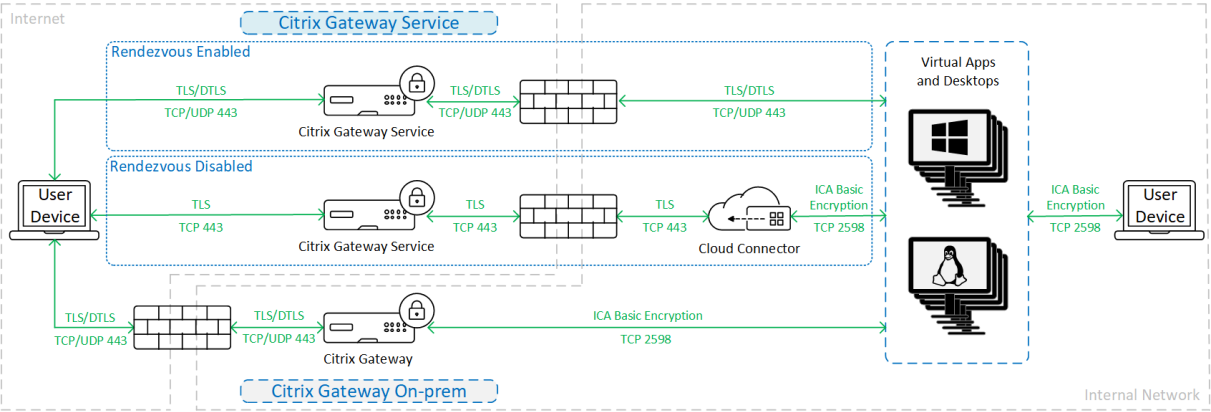 Internet
Citrix Gateway Service
Rendezvous Enabled
TLS/DTLS
TCP/UDP 443
Citrix Gateway Service
TLS/DTLS
TCP/UDP 443
TLS/DTLS
TCP/UDP 443
Virtual Apps
and Desktops
Rendezvous Disabled
User
Device
TLS
TCP 443
Citrix Gateway Service
TLS
TCP 443
TLS
TCP 443
Cloud Connector
ICA Basic
Encryption
TCP 2598
ICA Basic
Encryption
TCP 2598
User
Device
TLS/DTLS
TCP/UDP 443
TLS/DTLS
TCP/UDP 443
Citrix Gateway
ICA Basic Encryption
TCP 2598
Citrix Gateway On-prem
Internal Network